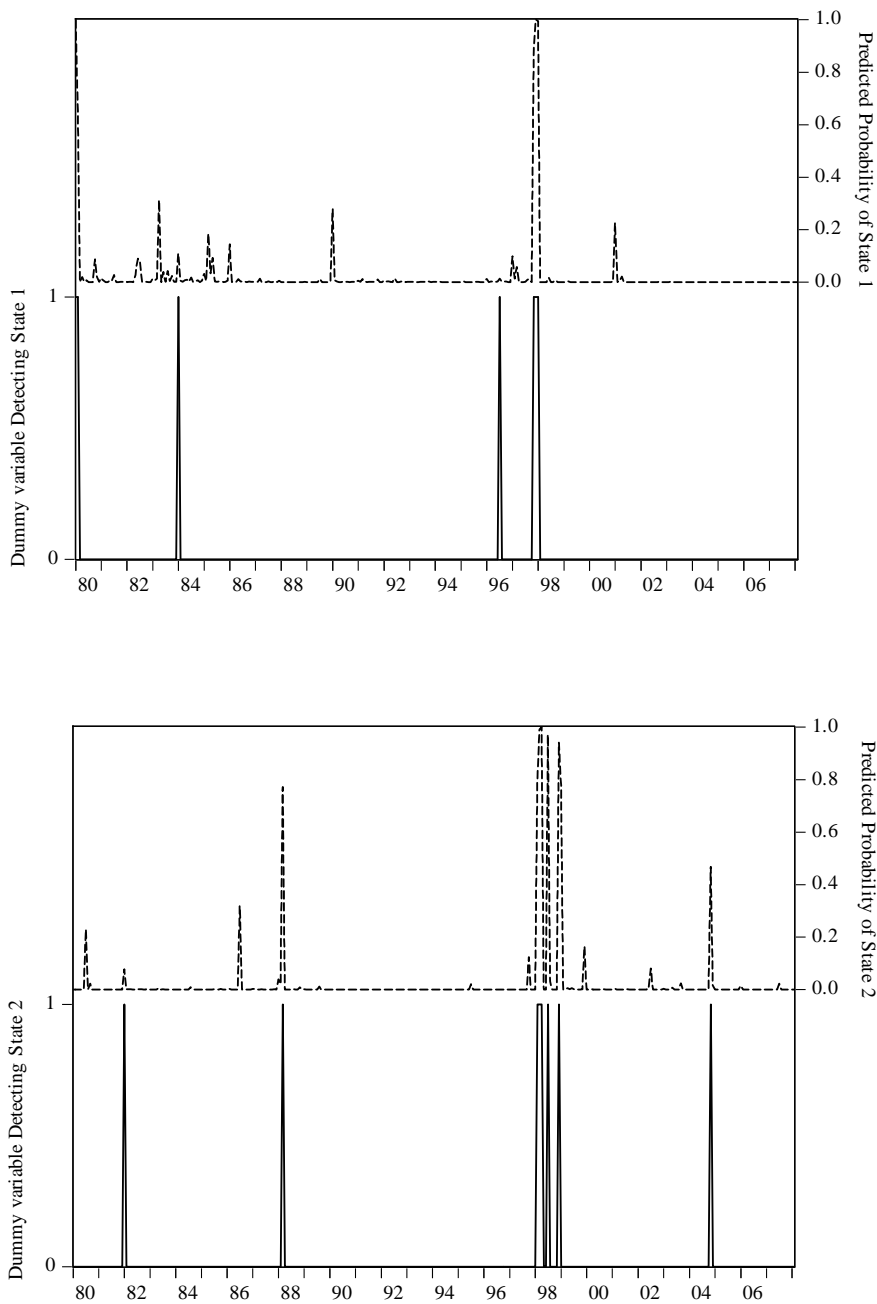 1.0
0.8
0.6
0.4
0.2
0.0
Predicted Probability of State 1
Dummy variable Detecting State 1
1
0
80 82 84 86 88 90 92 94 96 98 00 02 04 06
1.0
0.8
0.6
0.4
0.2
0.0
Predicted Probability of State 2
Dummy variable Detecting State 2
1
0
80 82 84 86 88 90 92 94 96 98 00 02 04 06